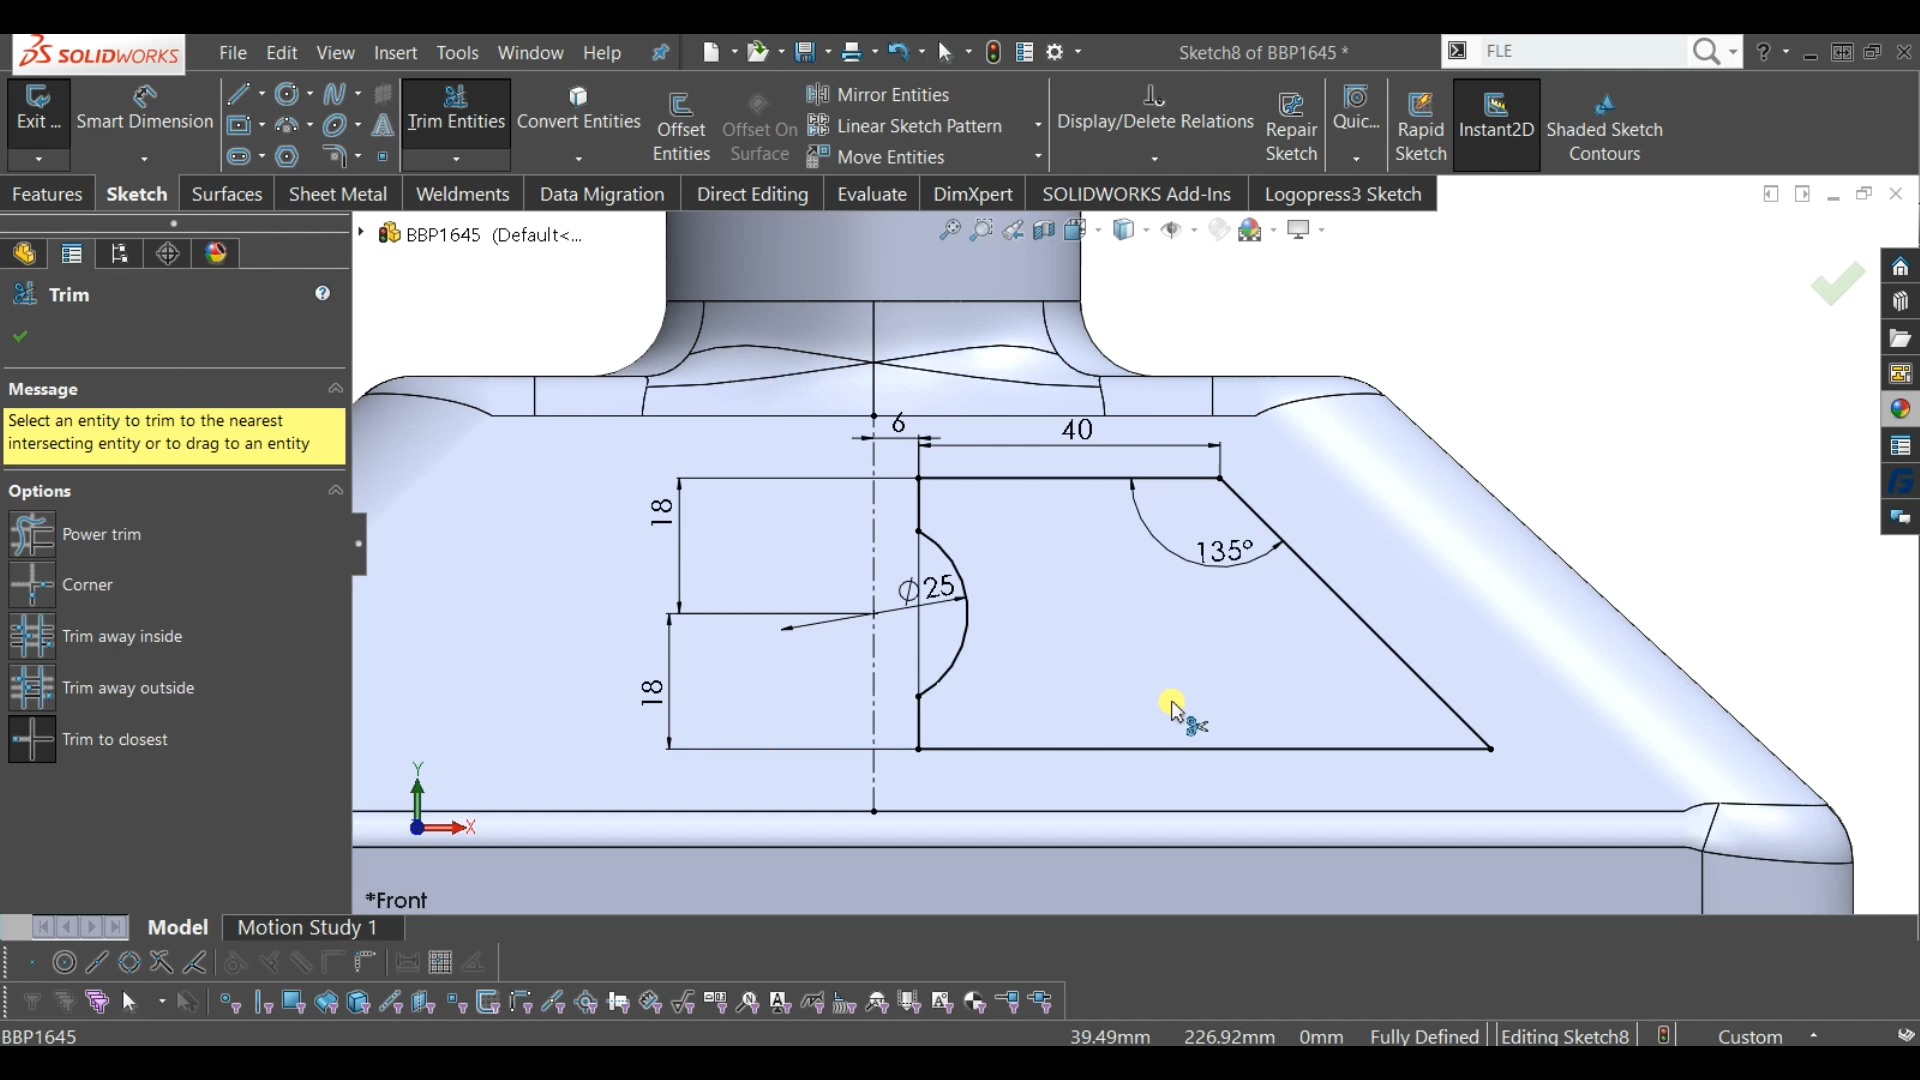 SOLIDWORKS File Edit View Insert Tools Window Help Sketch8 of BBP1645 * FLE ?
Exit ... Smart Dimension Trim Entities Convert Entities Offset Entities Offset On Surface Mirror Entities Linear Sketch Pattern Move Entities Display/Delete Relations Repair Sketch Quic... Rapid Sketch Instant2D Shaded Sketch Contours
Features Sketch Surfaces Sheet Metal Weldments Data Migration Direct Editing Evaluate DimXpert SOLIDWORKS Add-Ins Logopress3 Sketch
BBP1645 (Default<...
Trim
Message
Select an entity to trim to the nearest
intersecting entity or to drag to an entity
Options
Power trim
Corner
Trim away inside
Trim away outside
Trim to closest
6
40
18
135°
⌀25
18
Y
X
*Front
Model Motion Study 1
BBP1645 39.49mm 226.92mm 0mm Fully Defined Editing Sketch8 Custom